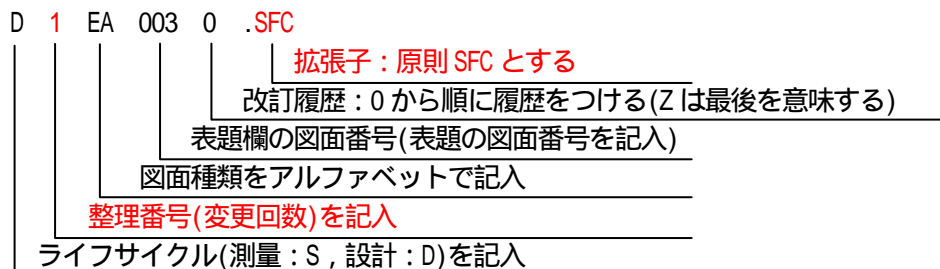 D 1 EA 003 0 .SFC
拡張子：原則 SFC とする
改訂履歴：0 から順に履歴をつける(Z は最後を意味する)
表題欄の図面番号(表題の図面番号を記入)
図面種類をアルファベットで記入
整理番号(変更回数)を記入
ライフサイクル(測量：S , 設計：D)を記入